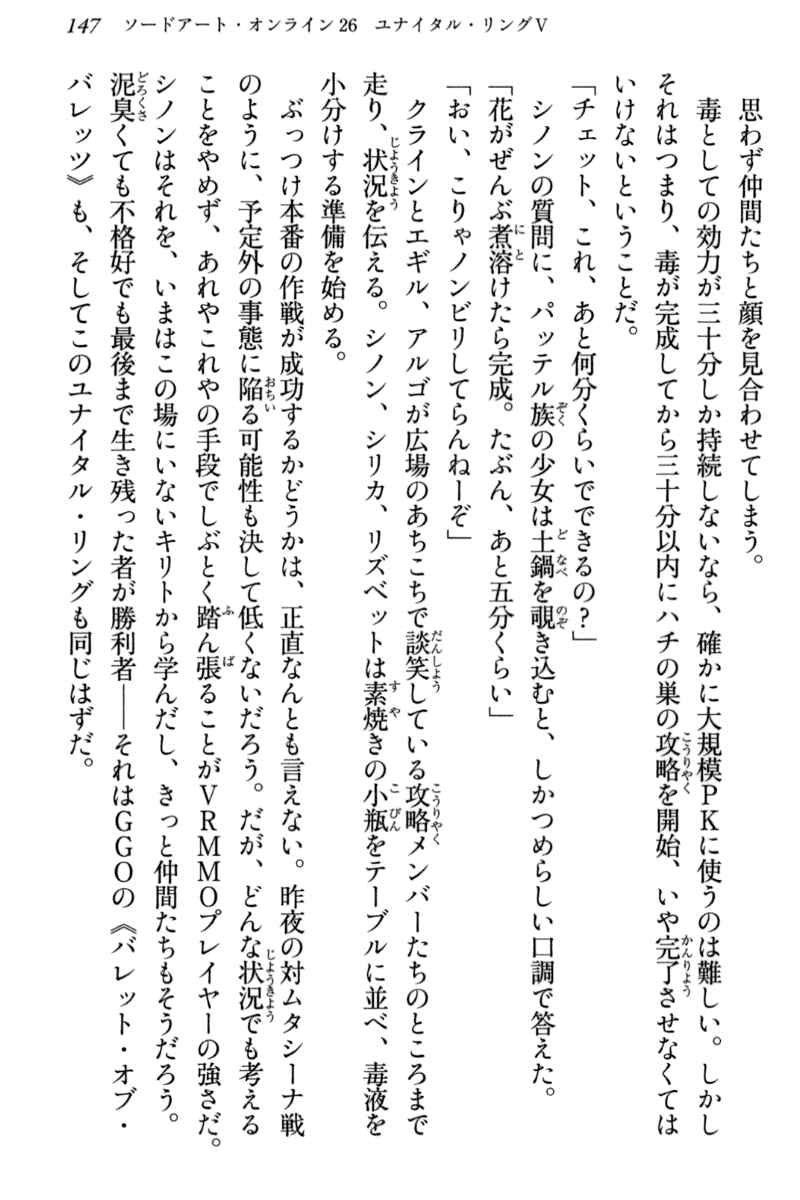 147 ソードアート・オンライン26 ユナイタル・リングⅤ
思わず仲間たちと顔を見合わせてしまう。
毒としての効力が三十分しか持続しないなら、確かに大規模ＰＫに使うのは難しい。しかし
それはつまり、毒が完成してから三十分以内にハチの巣の攻略を開始、いや完了させなくては
いけないということだ。
「チェット、これ、あと何分くらいでできるの？」
シノンの質問に、パッテル族の少女は土鍋を覗き込むと、しかつめらしい口調で答えた。
「花がぜんぶ煮溶けたら完成。たぶん、あと五分くらい」
「おい、こりゃノンビリしてらんねーぞ」
クラインとエギル、アルゴが広場のあちこちで談笑している攻略メンバーたちのところまで
走り、状況を伝える。シノン、シリカ、リズベットは素焼きの小瓶をテーブルに並べ、毒液を
小分けする準備を始める。
ぶっつけ本番の作戦が成功するかどうかは、正直なんとも言えない。昨夜の対ムタシーナ戦
のように、予定外の事態に陥る可能性も決して低くないだろう。だが、どんな状況でも考える
ことをやめず、あれやこれやの手段でしぶとく踏ん張ることがＶＲＭＭＯプレイヤーの強さだ。
シノンはそれを、いまはこの場にいないキリトから学んだし、きっと仲間たちもそうだろう。
泥臭くても不格好でも最後まで生き残った者が勝利者――それはＧＧＯの《バレット・オブ・
バレッツ》も、そしてこのユナイタル・リングも同じはずだ。